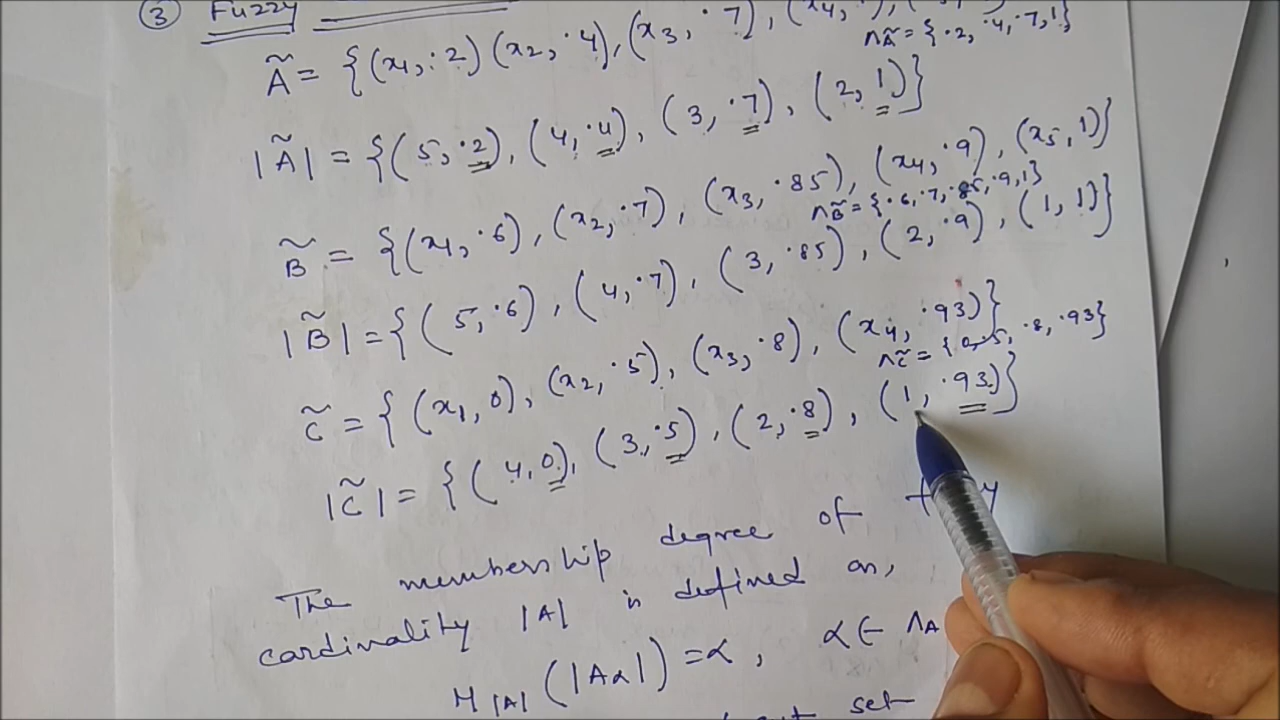 ③ Fuzzy
Ã = {(x1, .2) (x2, .4), (x3, .7), (x4,
ΛÃ = {.2, .4, .7, 1}
|Ã| = {(5, .2), (4, .4), (3, .7), (2, 1)}
B̃ = {(x1, .6), (x2, .7), (x3, .85), (x4, .9), (x5, 1)}
ΛB̃ = {.6, .7, .85, .9, 1}
|B̃| = {(5, .6), (4, .7), (3, .85), (2, .9), (1, 1)}
C̃ = {(x1, 0), (x2, .5), (x3, .8), (x4, .93)}
ΛC̃ = {0, .5, .8, .93}
|C̃| = {(4, 0), (3, .5), (2, .8), (1, .93)}
The membership degree of
cardinality |A| is defined as,
μ|A| (|Aα|) = α, α ∈ ΛA
set